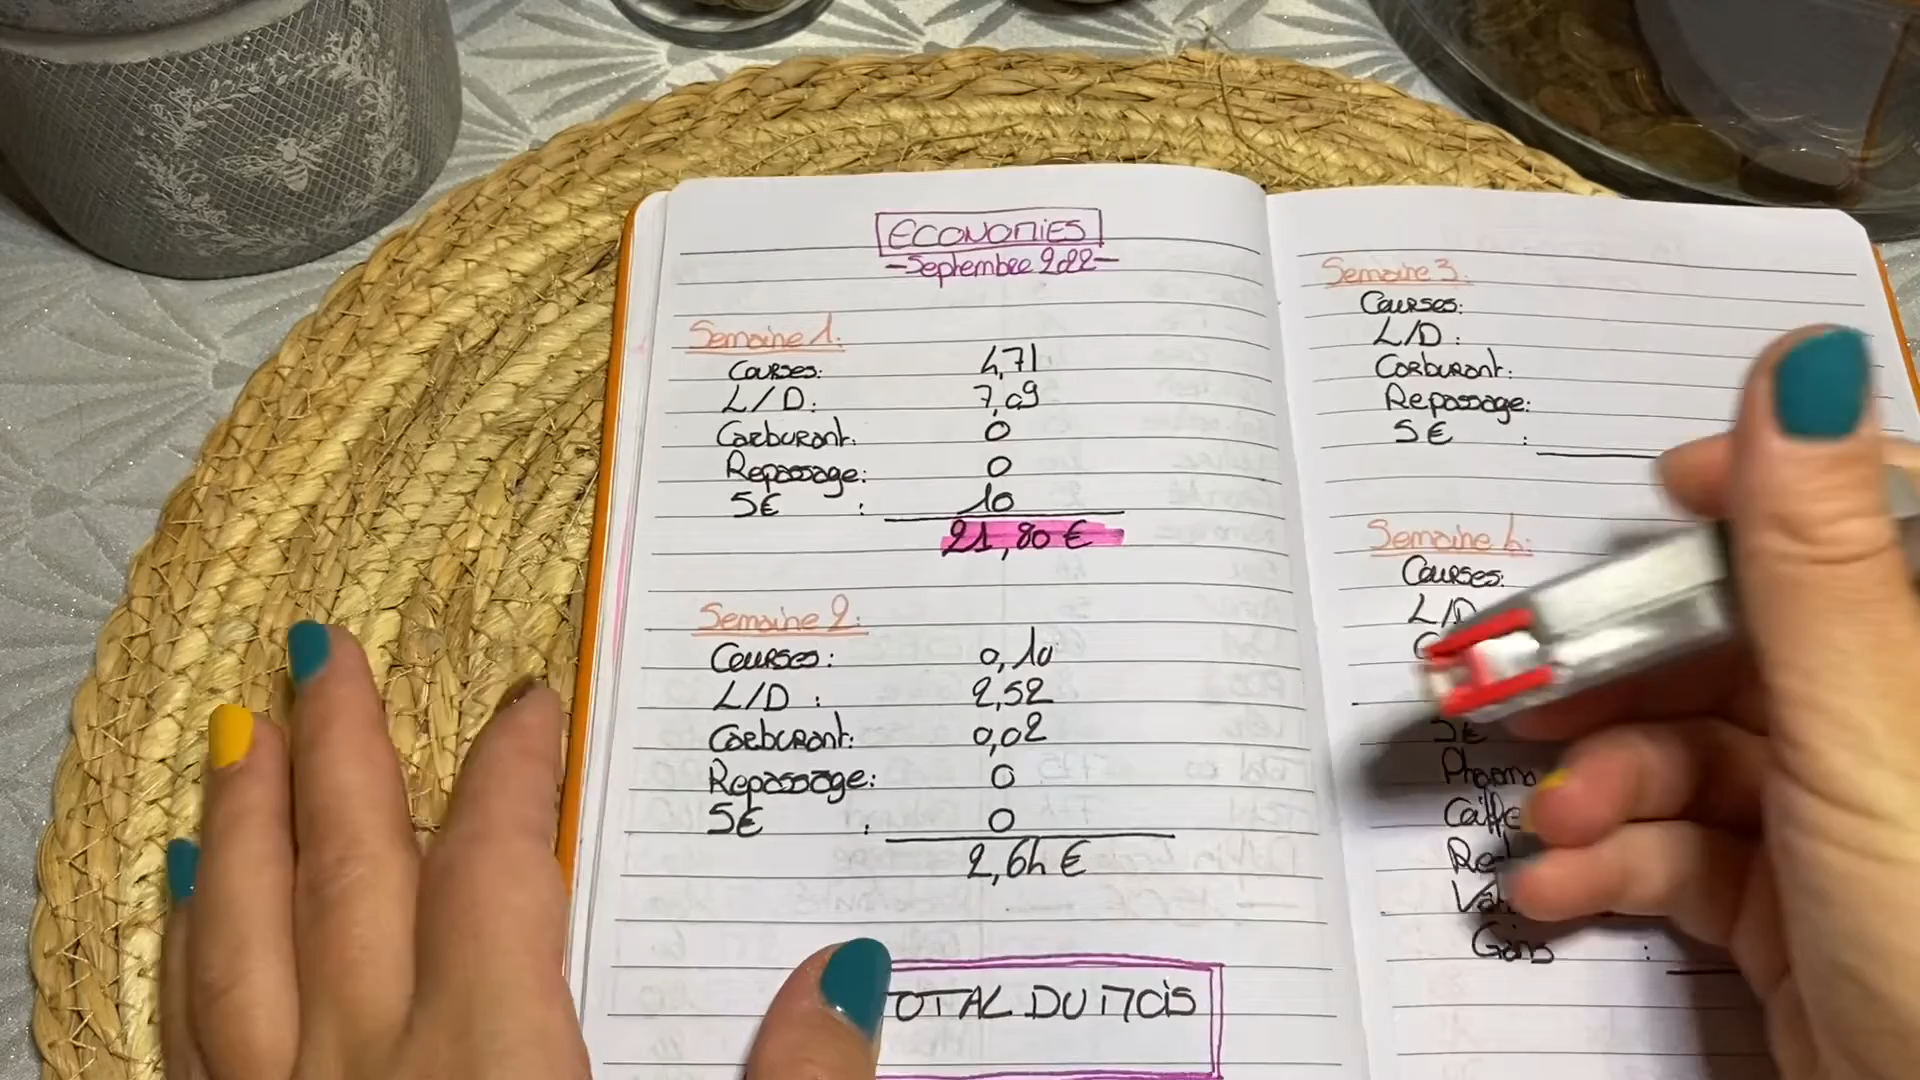 ECONOMIES
-Septembre 2022-
Semaine 1:
Courses: 4,71
L/D: 7,09
Carburant: 0
Repassage: 0
5€ : 10
21,80 €
Semaine 2:
Courses: 0,10
L/D: 2,52
Carburant: 0,02
Repassage: 0
5€ : 0
2,64 €
TOTAL DU MOIS
Semaine 3:
Courses:
L/D:
Carburant:
Repassage:
5€ :
Semaine 4:
Courses:
L/D
5€
Pharma
: